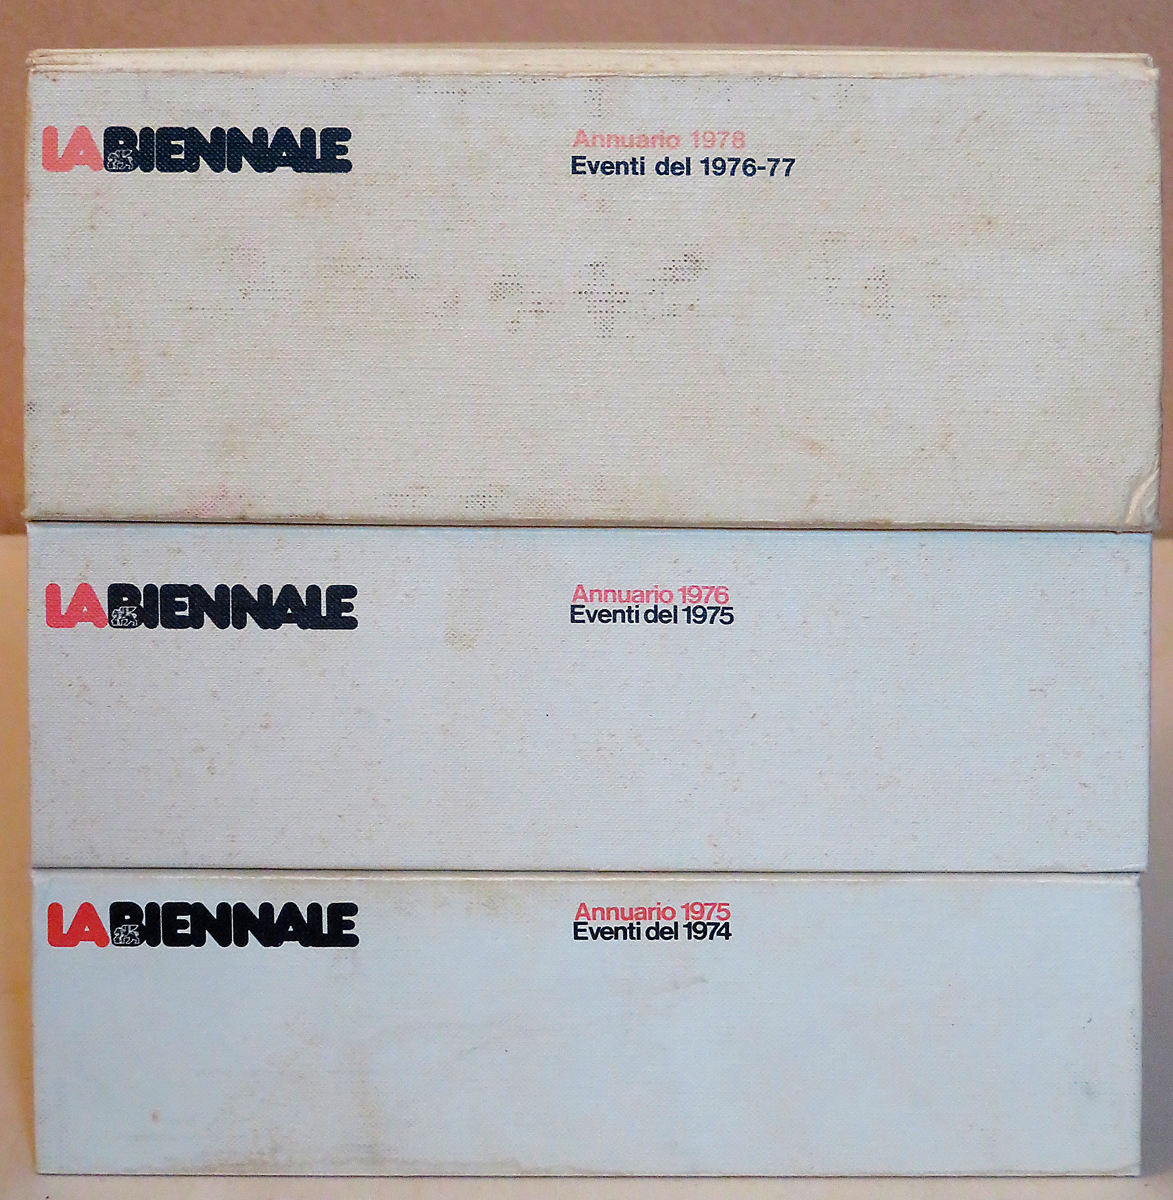 LA BIENNALE
Annuario 1978
Eventi del 1976-77
LA BIENNALE
Annuario 1976
Eventi del 1975
LA BIENNALE
Annuario 1975
Eventi del 1974